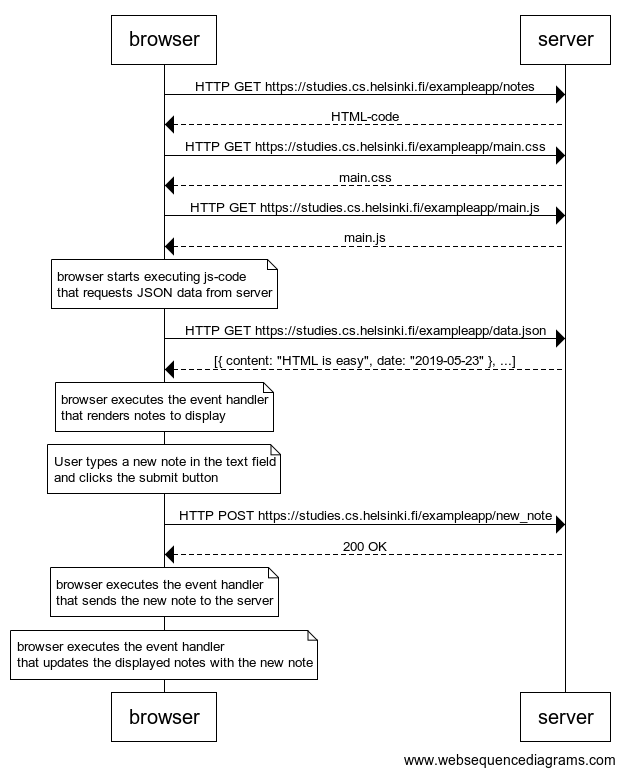 browser
server
HTTP GET https://studies.cs.helsinki.fi/exampleapp/notes
HTML-code
HTTP GET https://studies.cs.helsinki.fi/exampleapp/main.css
main.css
HTTP GET https://studies.cs.helsinki.fi/exampleapp/main.js
main.js
browser starts executing js-code
that requests JSON data from server
HTTP GET https://studies.cs.helsinki.fi/exampleapp/data.json
[{ content: "HTML is easy", date: "2019-05-23" }, ...]
browser executes the event handler
that renders notes to display
User types a new note in the text field
and clicks the submit button
HTTP POST https://studies.cs.helsinki.fi/exampleapp/new_note
200 OK
browser executes the event handler
that sends the new note to the server
browser executes the event handler
that updates the displayed notes with the new note
browser
server
www.websequencediagrams.com